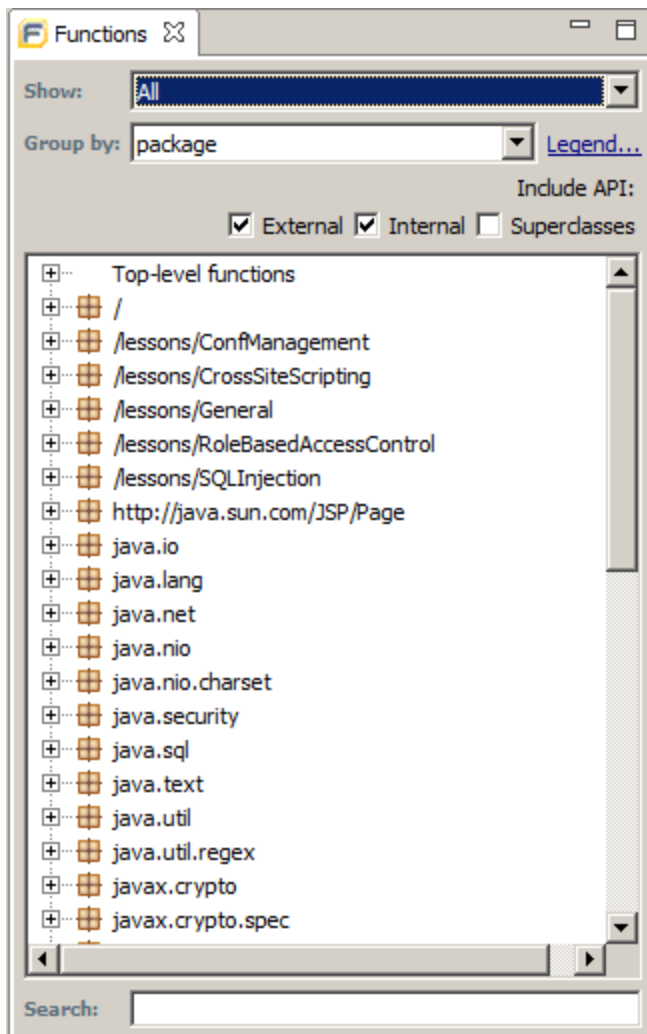 Functions
Show: All
Group by: package Legend...
Include API:
External Internal Superclasses
Top-level functions
/
/lessons/ConfManagement
/lessons/CrossSiteScripting
/lessons/General
/lessons/RoleBasedAccessControl
/lessons/SQLInjection
http://java.sun.com/JSP/Page
java.io
java.lang
java.net
java.nio
java.nio.charset
java.security
java.sql
java.text
java.util
java.util.regex
javax.crypto
javax.crypto.spec
Search: